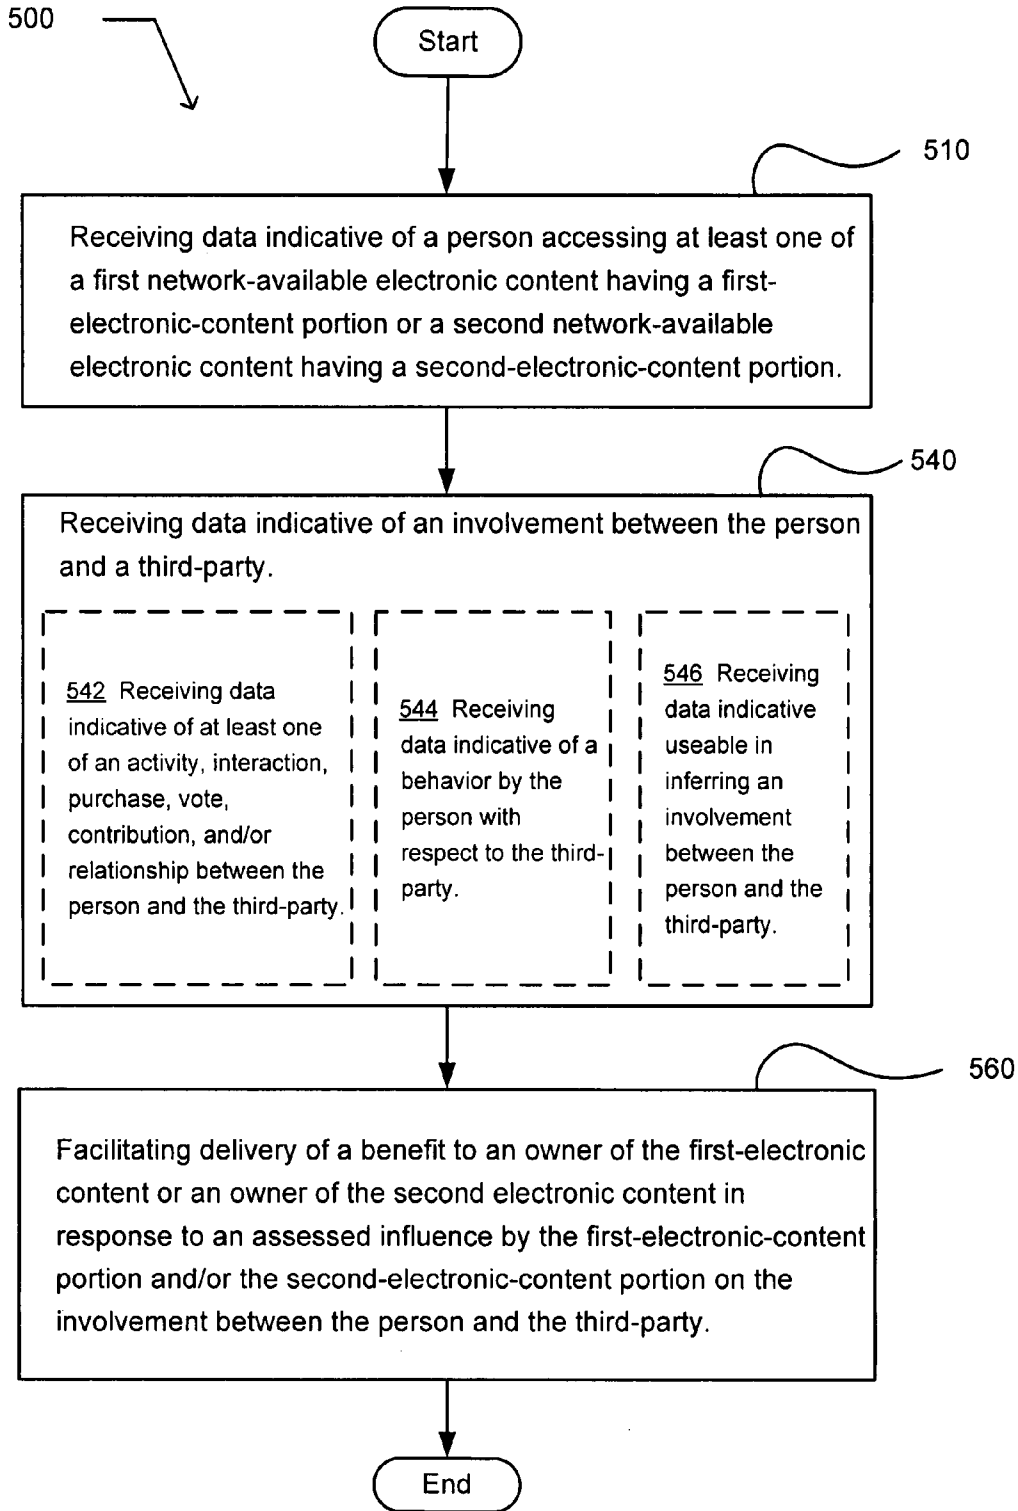 500
Start
510
Receiving data indicative of a person accessing at least one of
a first network-available electronic content having a first-
electronic-content portion or a second network-available
electronic content having a second-electronic-content portion.
540
Receiving data indicative of an involvement between the person
and a third-party.
542 Receiving data
indicative of at least one
of an activity, interaction,
purchase, vote,
contribution, and/or
relationship between the
person and the third-party.
544 Receiving
data indicative of a
behavior by the
person with
respect to the third-
party.
546 Receiving
data indicative
useable in
inferring an
involvement
between the
person and the
third-party.
560
Facilitating delivery of a benefit to an owner of the first-electronic
content or an owner of the second electronic content in
response to an assessed influence by the first-electronic-content
portion and/or the second-electronic-content portion on the
involvement between the person and the third-party.
End